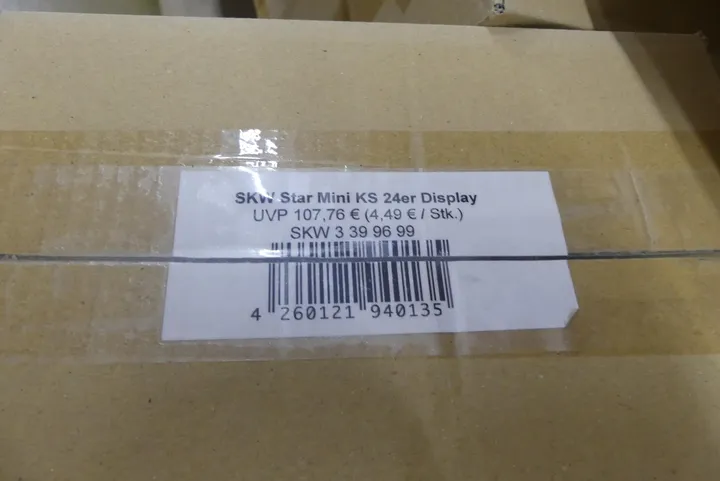 SKW Star Mini KS 24er Display
UVP 107,76 € (4,49 € / Stk.)
SKW 3 39 96 99
4 260121 940135